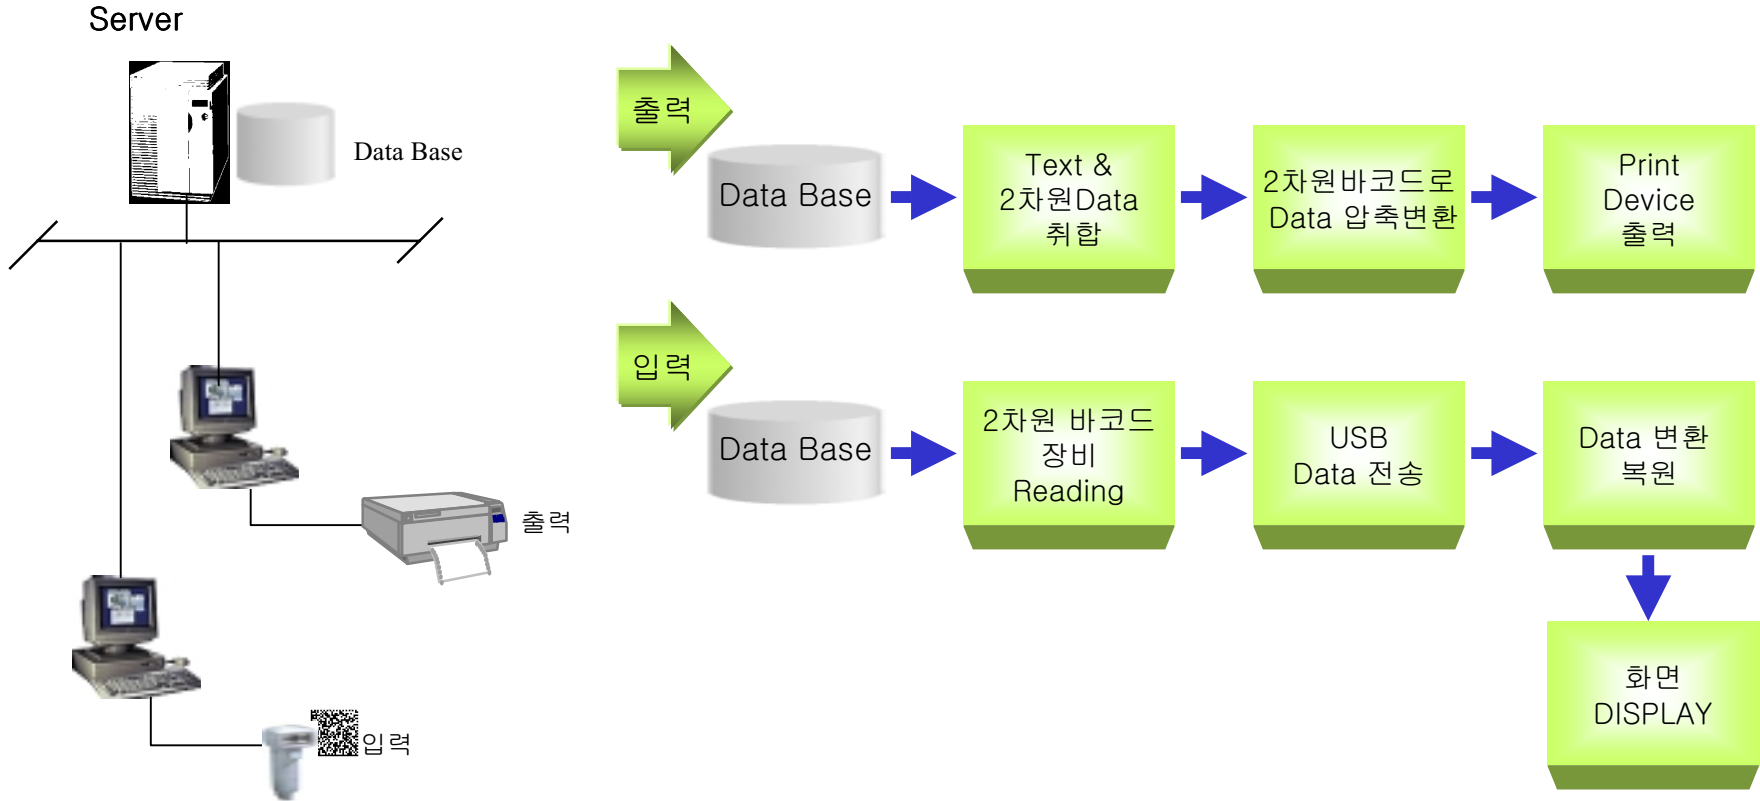 Server
Data Base
출력
입력
출력
Data Base
Text &
2차원Data
취합
2차원바코드로
Data 압축변환
Print
Device
출력
입력
Data Base
2차원 바코드
장비
Reading
USB
Data 전송
Data 변환
복원
화면
DISPLAY